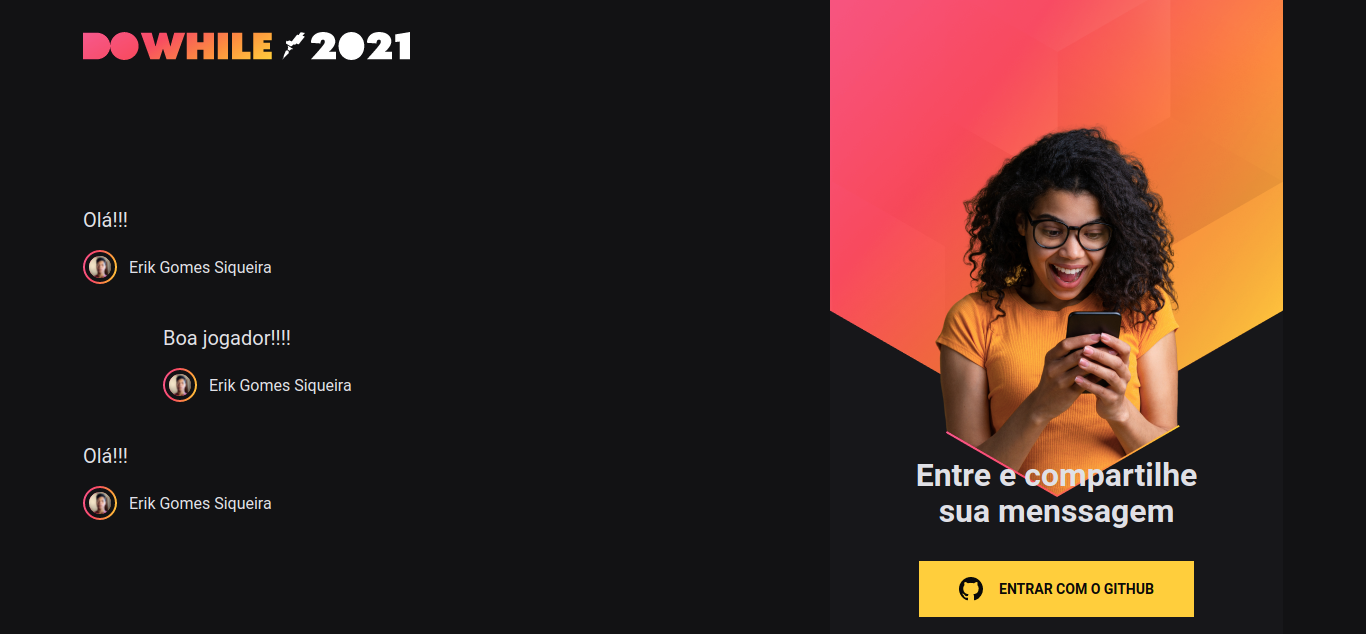 DOWHILE 2021
Olá!!!
Erik Gomes Siqueira
Boa jogador!!!!
Erik Gomes Siqueira
Olá!!!
Erik Gomes Siqueira
Entre e compartilhe
sua menssagem
ENTRAR COM O GITHUB